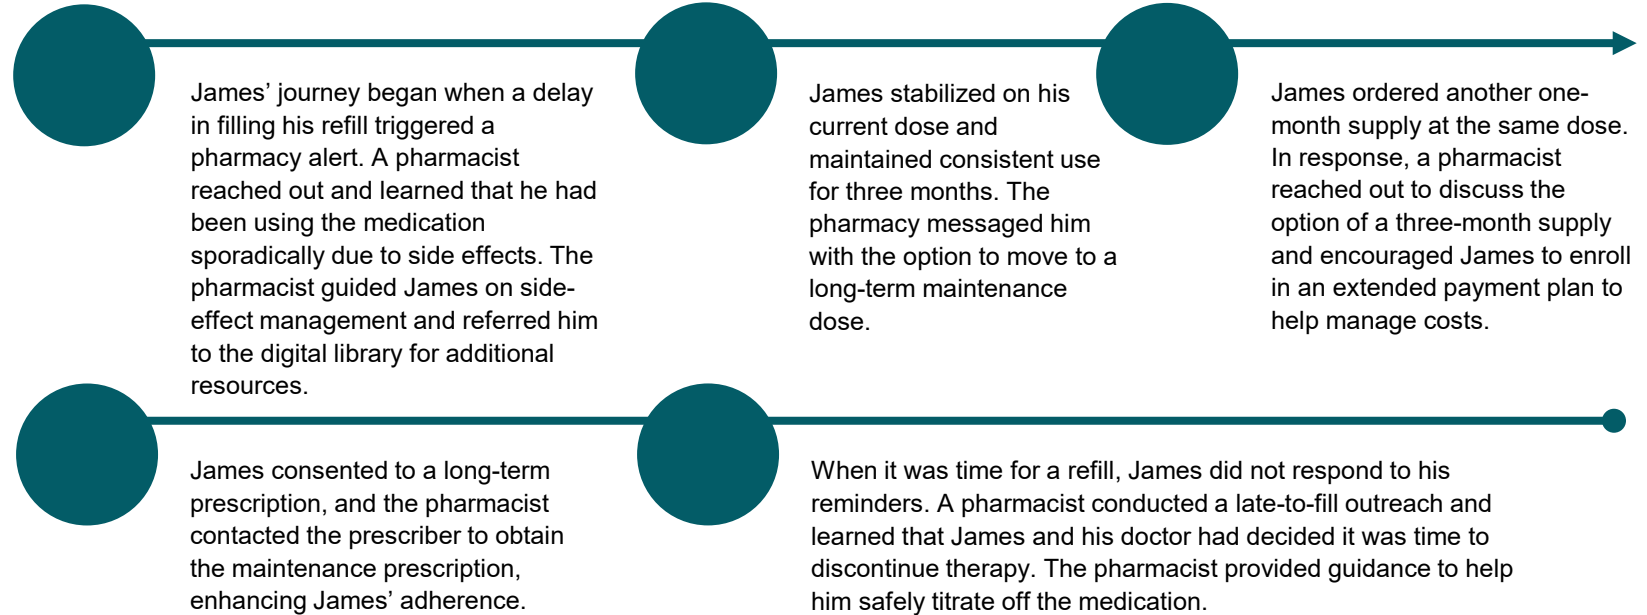 James’ journey began when a delay
in filling his refill triggered a
pharmacy alert. A pharmacist
reached out and learned that he had
been using the medication
sporadically due to side effects. The
pharmacist guided James on side-
effect management and referred him
to the digital library for additional
resources.
James stabilized on his
current dose and
maintained consistent use
for three months. The
pharmacy messaged him
with the option to move to a
long-term maintenance
dose.
James ordered another one-
month supply at the same dose.
In response, a pharmacist
reached out to discuss the
option of a three-month supply
and encouraged James to enroll
in an extended payment plan to
help manage costs.
James consented to a long-term
prescription, and the pharmacist
contacted the prescriber to obtain
the maintenance prescription,
enhancing James’ adherence.
When it was time for a refill, James did not respond to his
reminders. A pharmacist conducted a late-to-fill outreach and
learned that James and his doctor had decided it was time to
discontinue therapy. The pharmacist provided guidance to help
him safely titrate off the medication.